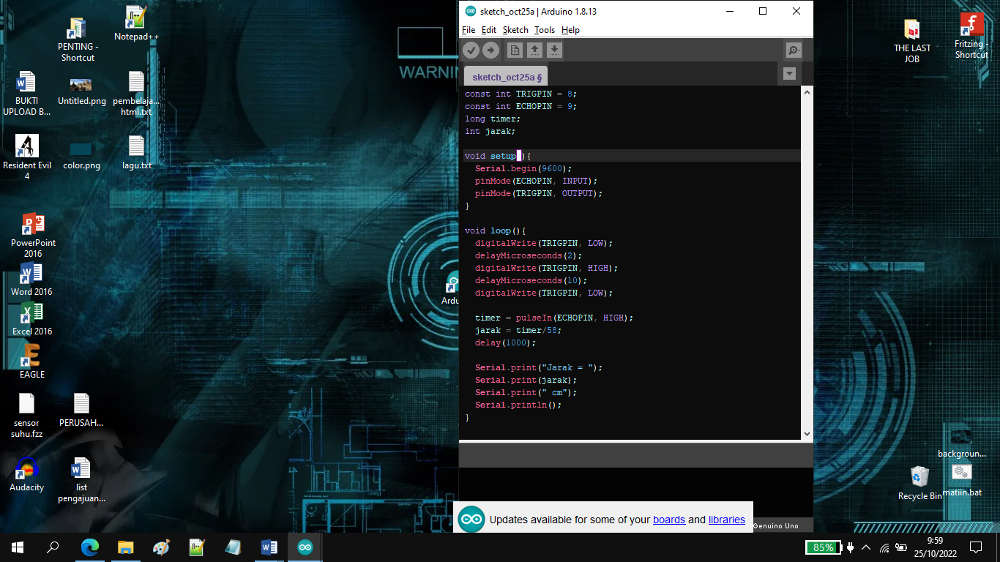 PENTING -
Shortcut
Notepad++
BUKTI
UPLOAD B...
Untitled.png
pembelaja...
html.txt
Resident Evil
4
color.png
lagu.txt
PowerPoint
2016
Word 2016
Excel 2016
EAGLE
sensor
suhu.fzz
PERUSAH...
Audacity
list
pengajuan...
WARNIN
Ardu
sketch_oct25a | Arduino 1.8.13
File Edit Sketch Tools Help
sketch_oct25a §
const int TRIGPIN = 8;
const int ECHOPIN = 9;
long timer;
int jarak;
void setup(){
Serial.begin(9600);
pinMode(ECHOPIN, INPUT);
pinMode(TRIGPIN, OUTPUT);
}
void loop(){
digitalWrite(TRIGPIN, LOW);
delayMicroseconds(2);
digitalWrite(TRIGPIN, HIGH);
delayMicroseconds(10);
digitalWrite(TRIGPIN, LOW);
timer = pulseIn(ECHOPIN, HIGH);
jarak = timer/58;
delay(1000);
Serial.print("Jarak = ");
Serial.print(jarak);
Serial.print(" cm");
Serial.println();
}
Updates available for some of your boards and libraries
Genuino Uno
THE LAST
JOB
Fritzing -
Shortcut
backgroun...
Recycle Bin
matiin.bat
85%
9:59
25/10/2022